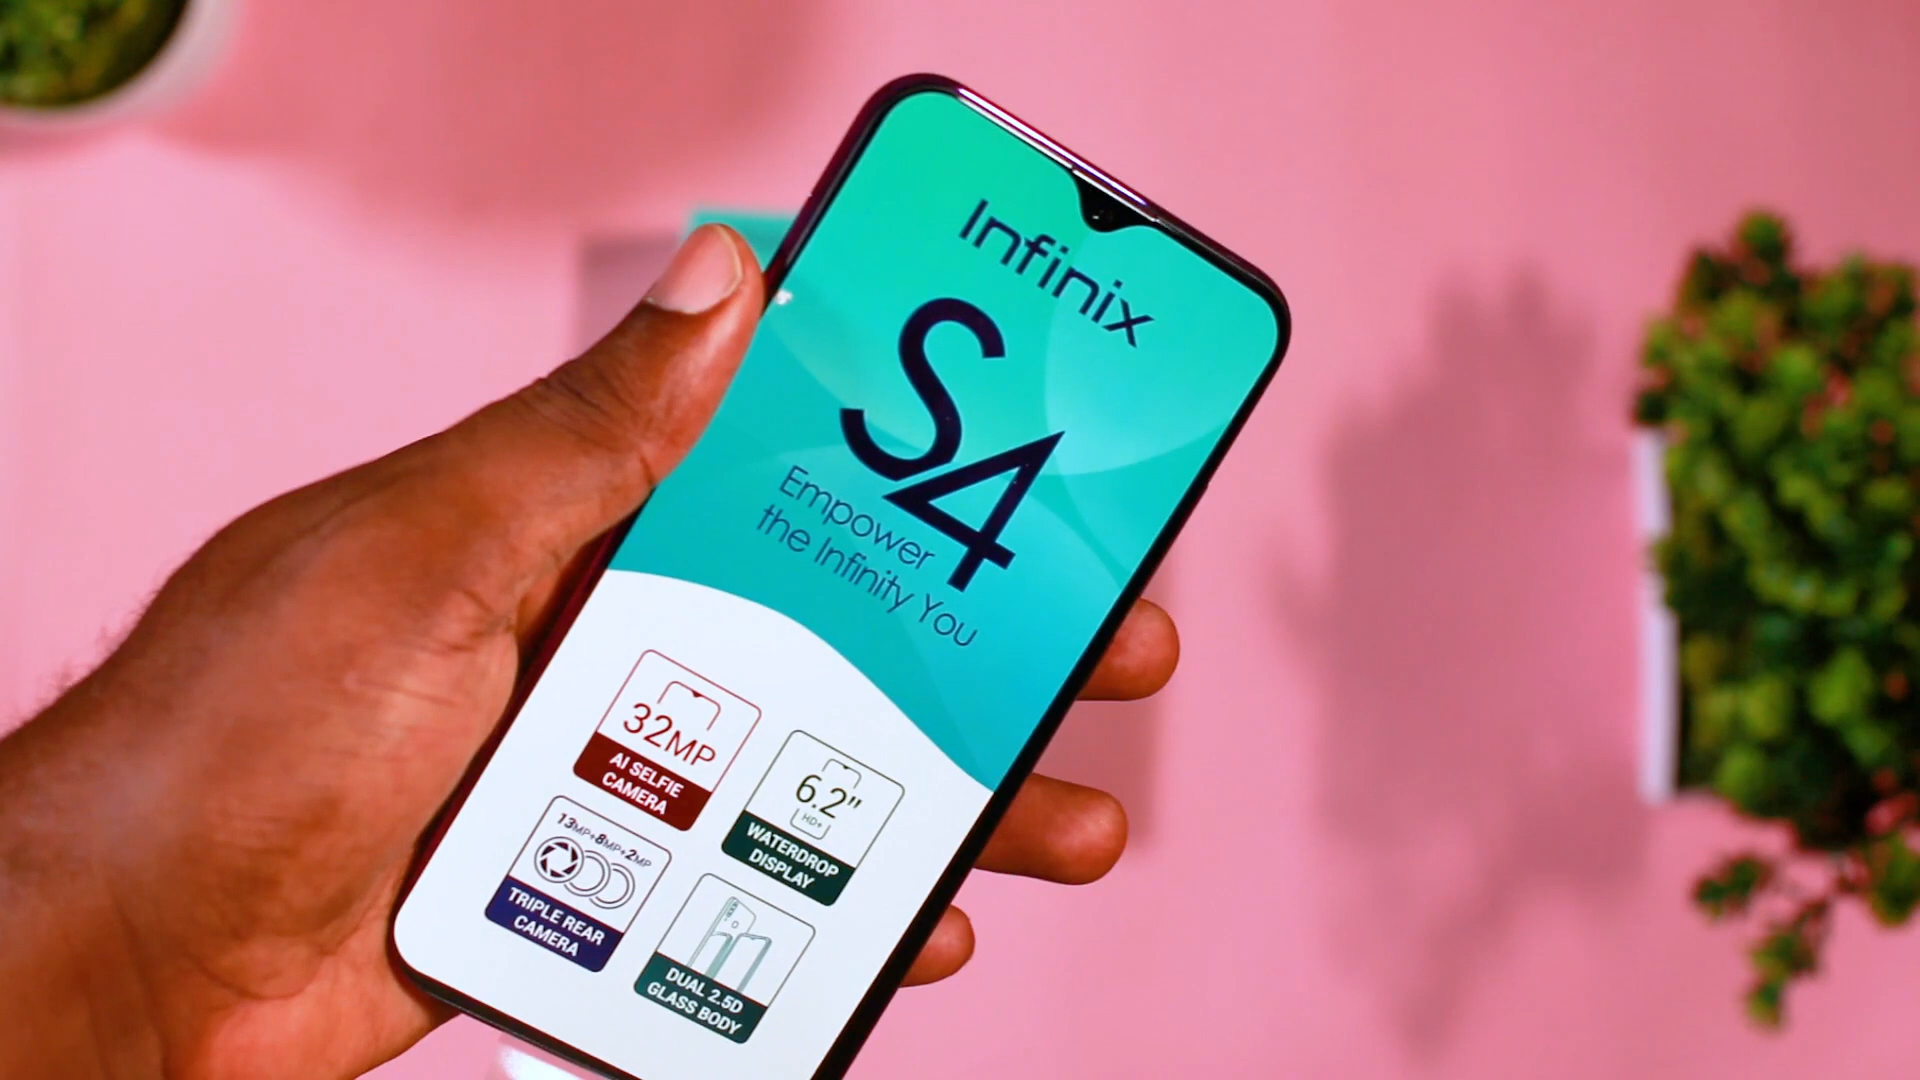 Infinix
S4
Empower
the Infinity You
32MP
AI SELFIE
CAMERA
6.2"
HD+
WATERDROP
DISPLAY
13MP+8MP+2MP
TRIPLE REAR
CAMERA
DUAL 2.5D
GLASS BODY